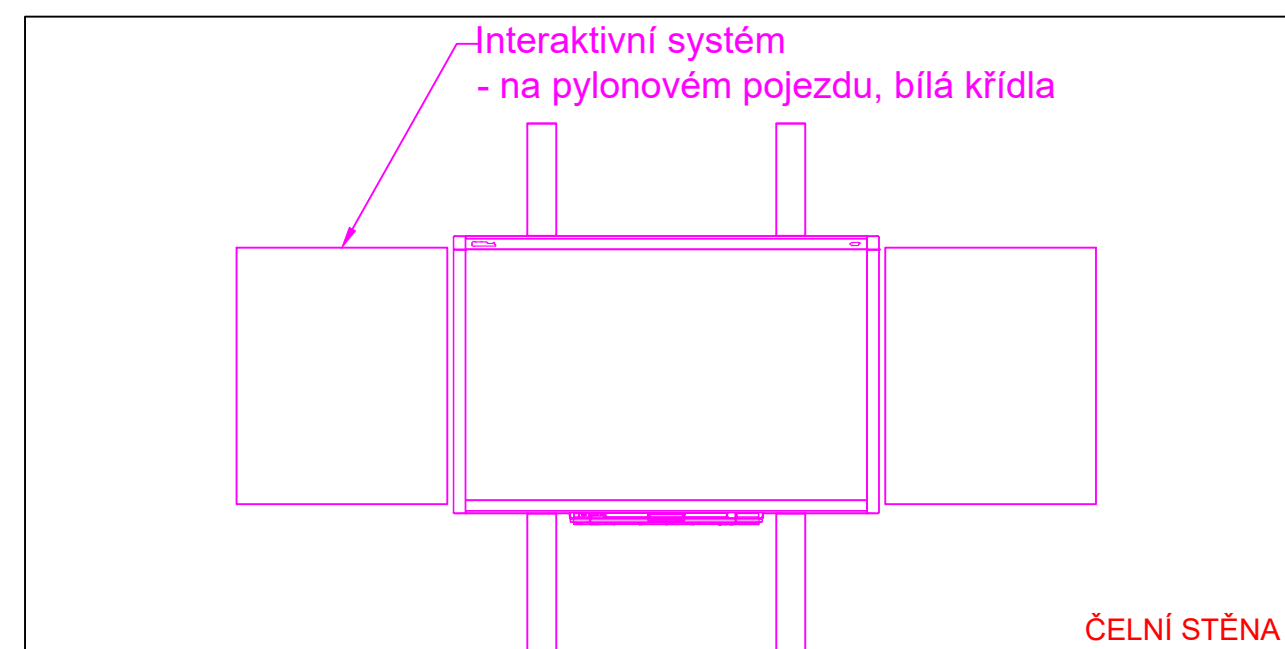 Interaktivní systém
- na pylonovém pojezdu, bílá křídla
ČELNÍ STĚNA